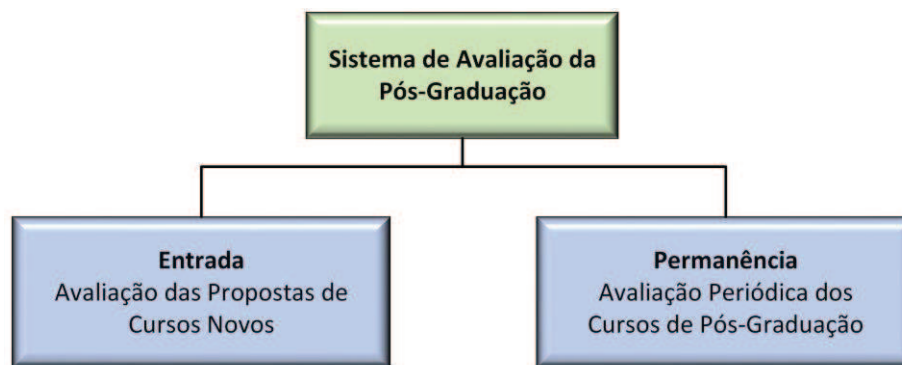 Sistema de Avaliação da
Pós-Graduação
Entrada
Avaliação das Propostas de
Cursos Novos
Permanência
Avaliação Periódica dos
Cursos de Pós-Graduação